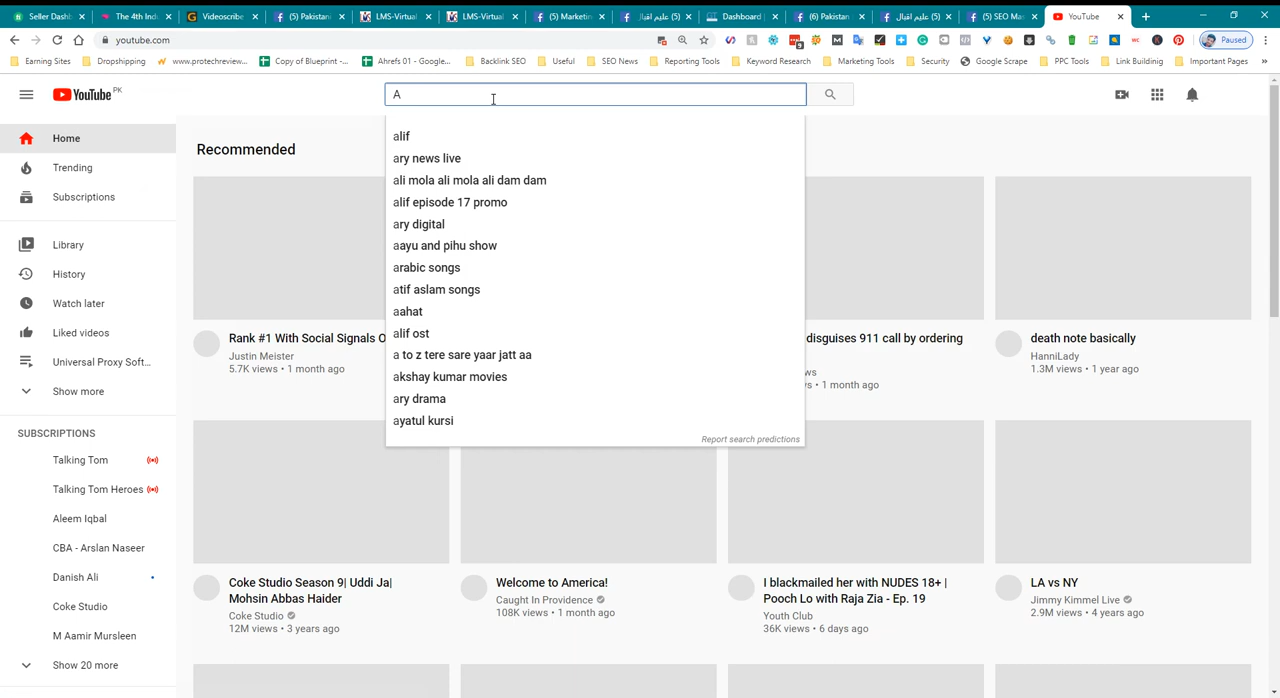 Seller Dashb
The 4th Indu
Videoscribe
(5) Pakistani
LMS-Virtual
LMS-Virtual
(5) Marketin
(5) علیم اقبال
Dashboard |
(6) Pakistan
(5) علیم اقبال
(5) SEO Mas
YouTube
youtube.com
Paused
Earning Sites
Dropshipping
www.protechreview...
Copy of Blueprint -...
Ahrefs 01 - Google...
Backlink SEO
Useful
SEO News
Reporting Tools
Keyword Research
Marketing Tools
Security
Google Scrape
PPC Tools
Link Building
Important Pages
YouTube PK
A
Home
Trending
Subscriptions
Library
History
Watch later
Liked videos
Universal Proxy Soft...
Show more
SUBSCRIPTIONS
Talking Tom
Talking Tom Heroes
Aleem Iqbal
CBA - Arslan Naseer
Danish Ali
Coke Studio
M Aamir Mursleen
Show 20 more
alif
ary news live
ali mola ali mola ali dam dam
alif episode 17 promo
ary digital
aayu and pihu show
arabic songs
atif aslam songs
aahat
alif ost
a to z tere sare yaar jatt aa
akshay kumar movies
ary drama
ayatul kursi
Report search predictions
Recommended
Rank #1 With Social Signals O
Justin Meister
5.7K views • 1 month ago
disguises 911 call by ordering
ws
s • 1 month ago
death note basically
HanniLady
1.3M views • 1 year ago
Coke Studio Season 9| Uddi Ja|
Mohsin Abbas Haider
Coke Studio
12M views • 3 years ago
Welcome to America!
Caught In Providence
108K views • 1 month ago
I blackmailed her with NUDES 18+ |
Pooch Lo with Raja Zia - Ep. 19
Youth Club
36K views • 6 days ago
LA vs NY
Jimmy Kimmel Live
2.9M views • 4 years ago